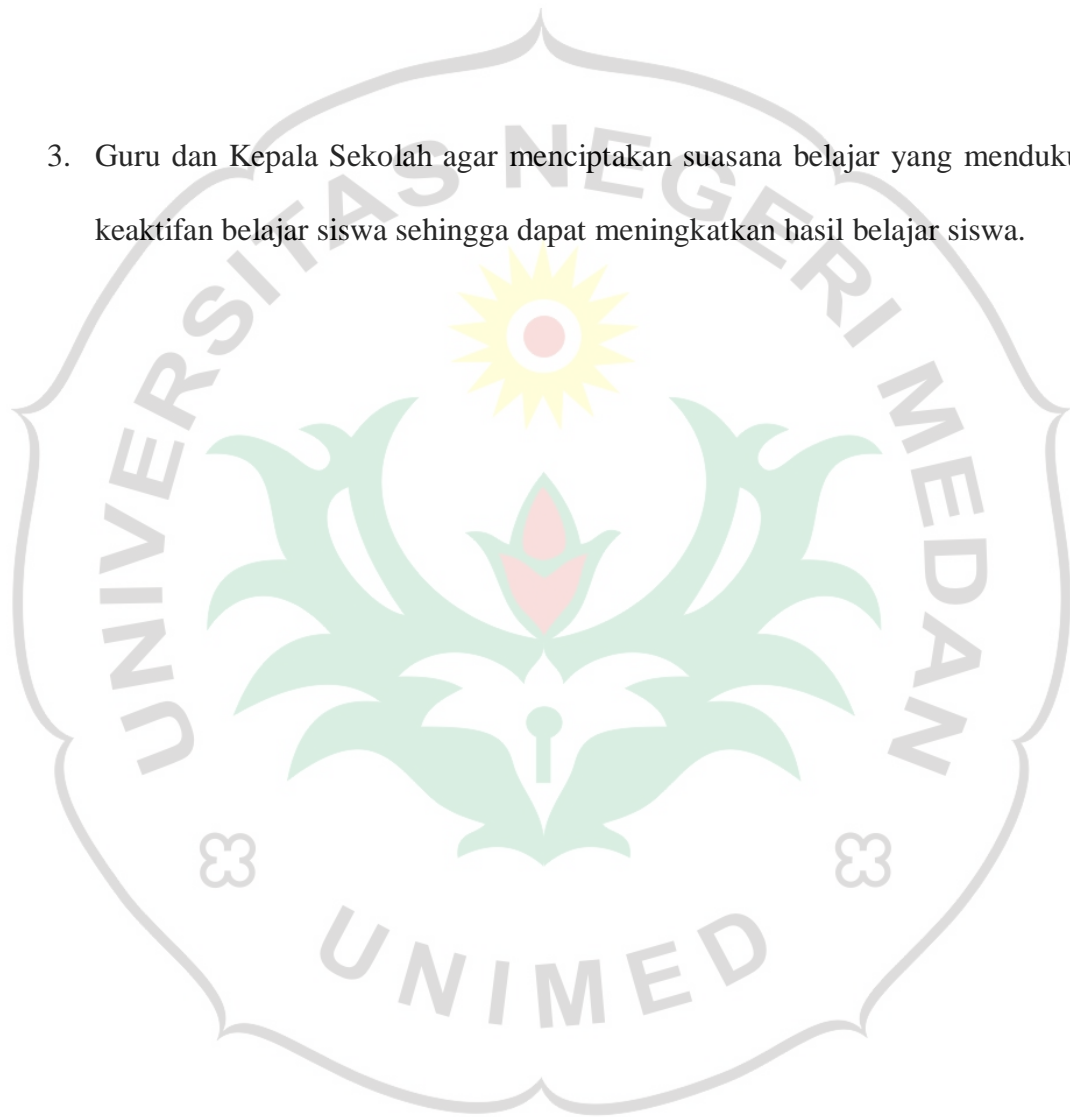 3. Guru dan Kepala Sekolah agar menciptakan suasana belajar yang menduku
keaktifan belajar siswa sehingga dapat meningkatkan hasil belajar siswa.
UNIVERSITAS NEGERI MEDAN
UNIMED